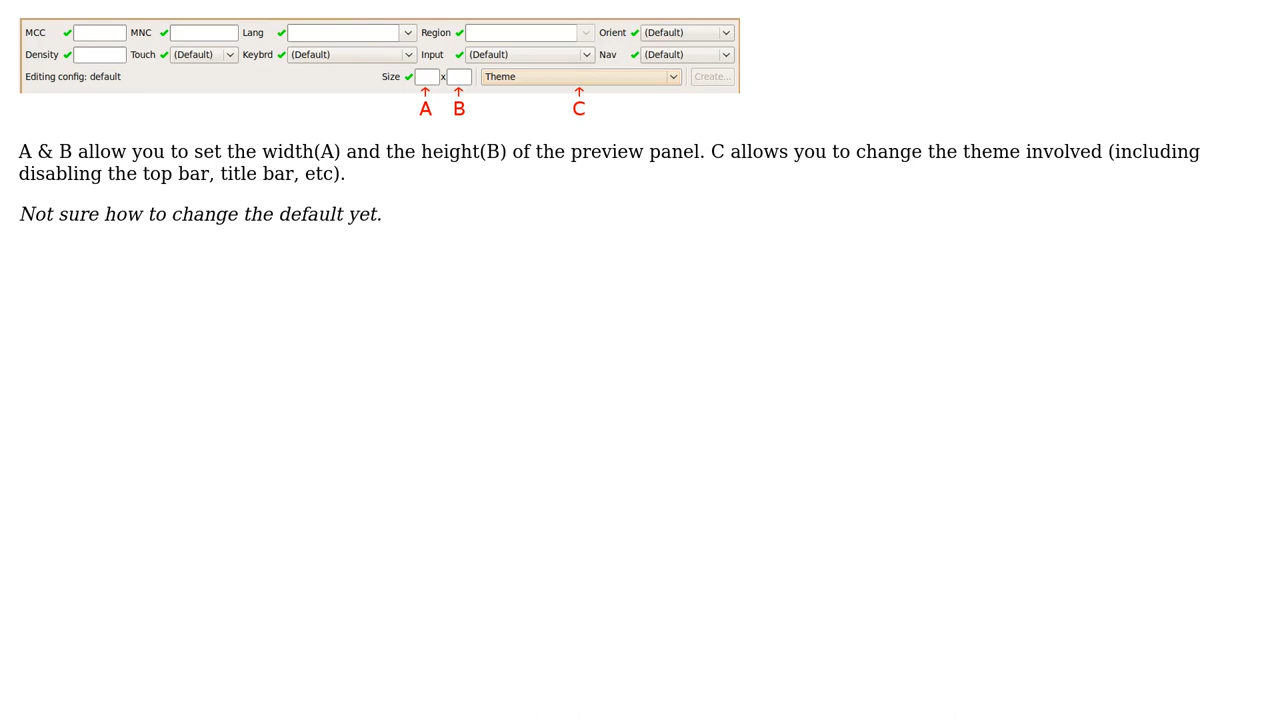 MCC MNC Lang Region Orient (Default)
Density Touch (Default) Keybrd (Default) Input (Default) Nav (Default)
Editing config: default Size x Theme Create...
A B C
A & B allow you to set the width(A) and the height(B) of the preview panel. C allows you to change the theme involved (including
disabling the top bar, title bar, etc).
Not sure how to change the default yet.